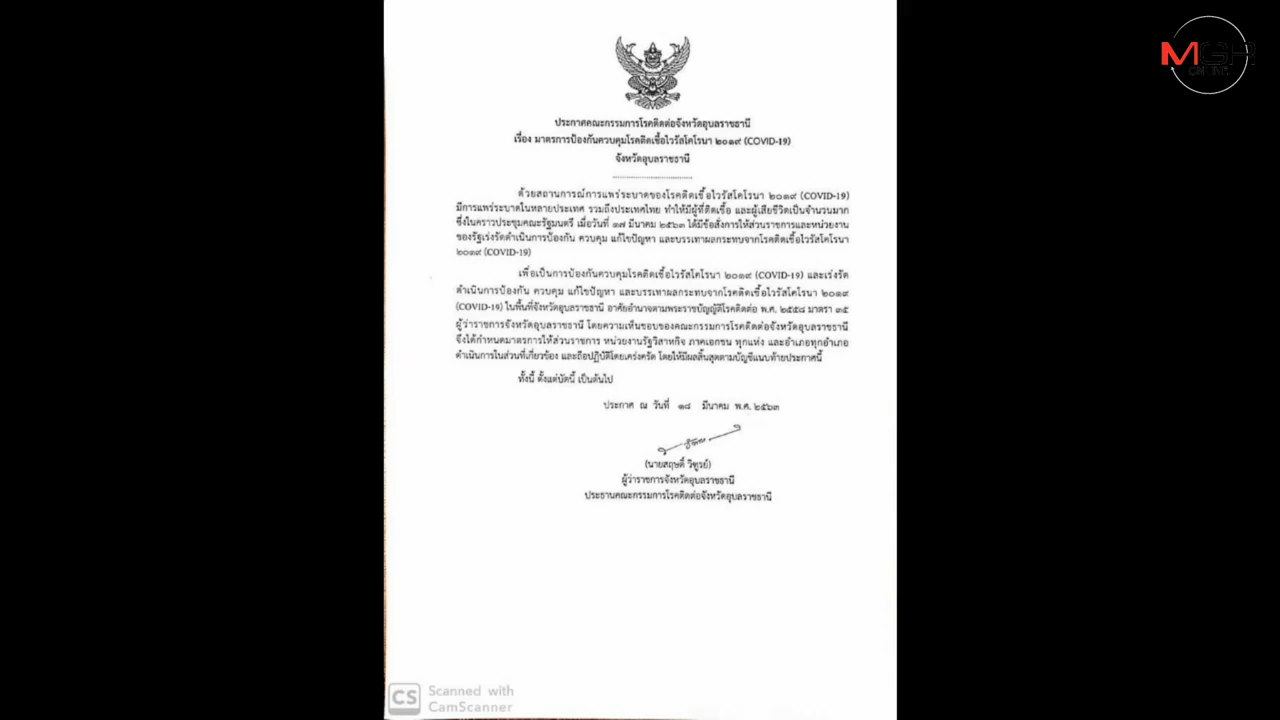 MGR
ONLINE
ประกาศคณะกรรมการโรคติดต่อจังหวัดอุบลราชธานี
เรื่อง มาตรการป้องกันควบคุมโรคติดเชื้อไวรัสโคโรนา ๒๐๑๙ (COVID-19)
จังหวัดอุบลราชธานี
ด้วยสถานการณ์การแพร่ระบาดของโรคติดเชื้อไวรัสโคโรนา ๒๐๑๙ (COVID-19)
มีการแพร่ระบาดในหลายประเทศ รวมถึงประเทศไทย ทำให้มีผู้ที่ติดเชื้อ และผู้เสียชีวิตเป็นจำนวนมาก
ซึ่งในคราวประชุมคณะรัฐมนตรี เมื่อวันที่ ๑๗ มีนาคม ๒๕๖๓ ได้มีข้อสั่งการให้ส่วนราชการและหน่วยงาน
ของรัฐเร่งรัดดำเนินการป้องกัน ควบคุม แก้ไขปัญหา และบรรเทาผลกระทบจากโรคติดเชื้อไวรัสโคโรนา
๒๐๑๙ (COVID-19)
เพื่อเป็นการป้องกันควบคุมโรคติดเชื้อไวรัสโคโรนา ๒๐๑๙ (COVID-19) และเร่งรัด
ดำเนินการป้องกัน ควบคุม แก้ไขปัญหา และบรรเทาผลกระทบจากโรคติดเชื้อไวรัสโคโรนา ๒๐๑๙
(COVID-19) ในพื้นที่จังหวัดอุบลราชธานี อาศัยอำนาจตามพระราชบัญญัติโรคติดต่อ พ.ศ. ๒๕๕๘ มาตรา ๓๕
ผู้ว่าราชการจังหวัดอุบลราชธานี โดยความเห็นชอบของคณะกรรมการโรคติดต่อจังหวัดอุบลราชธานี
จึงได้กำหนดมาตรการให้ส่วนราชการ หน่วยงานรัฐวิสาหกิจ ภาคเอกชน ทุกแห่ง และอำเภอทุกอำเภอ
ดำเนินการในส่วนที่เกี่ยวข้อง และถือปฏิบัติโดยเคร่งครัด โดยให้มีผลสิ้นสุดตามบัญชีแนบท้ายประกาศนี้
ทั้งนี้ ตั้งแต่บัดนี้ เป็นต้นไป
ประกาศ ณ วันที่ ๑๘ มีนาคม พ.ศ. ๒๕๖๓
(นายสฤษดิ์ วิฑูรย์)
ผู้ว่าราชการจังหวัดอุบลราชธานี
ประธานคณะกรรมการโรคติดต่อจังหวัดอุบลราชธานี
CS Scanned with
CamScanner